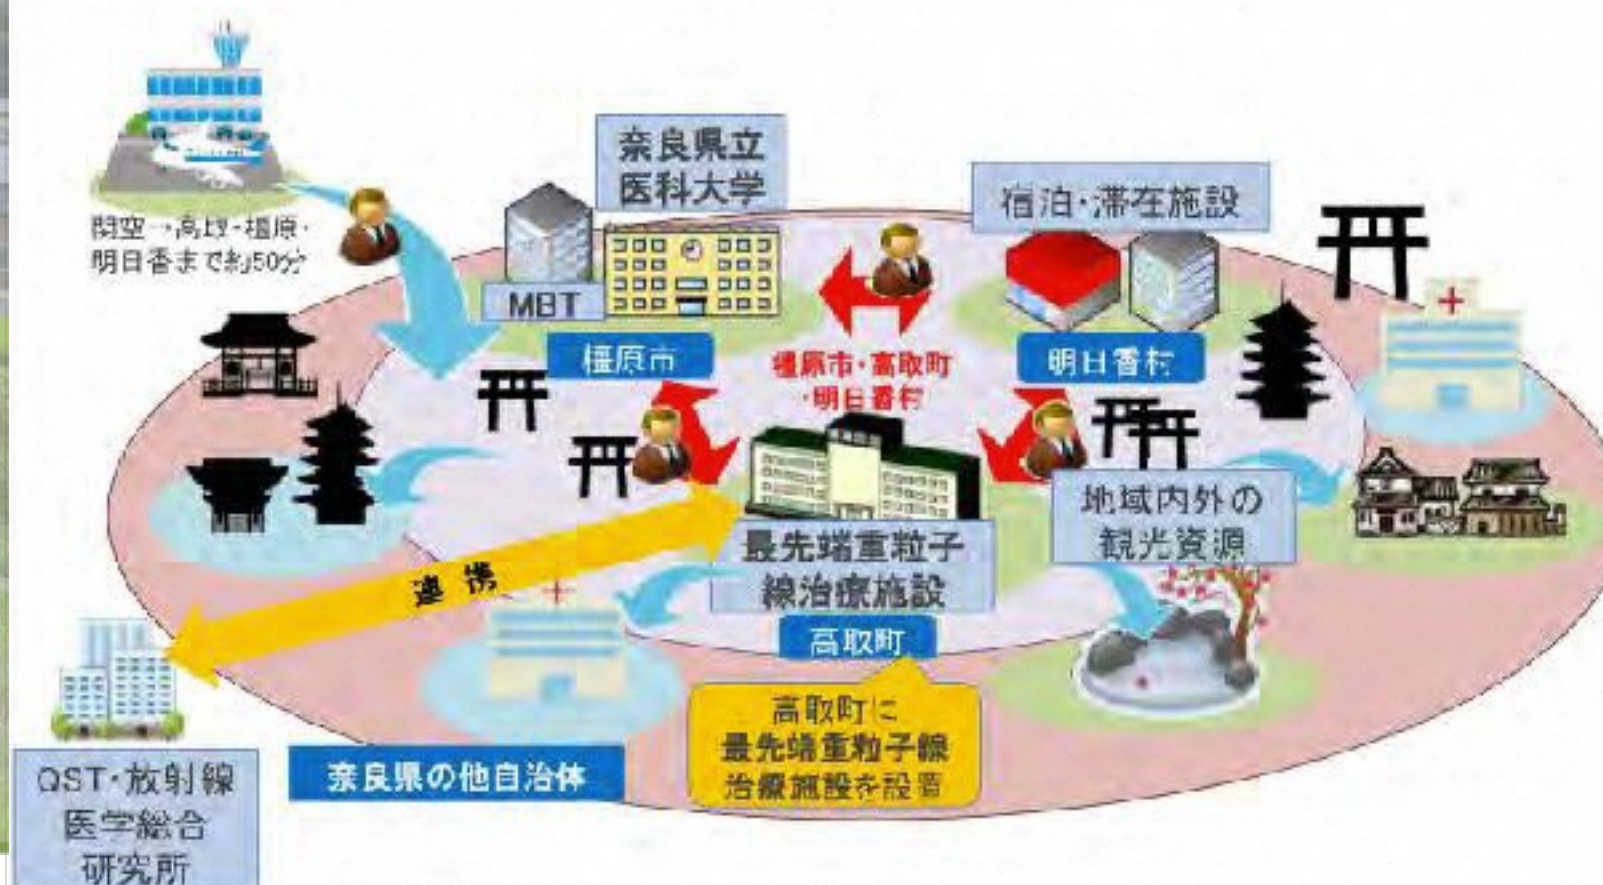 関空→高取・橿原・
明日香まで約50分
奈良県立
医科大学
MBT
橿原市
宿泊・滞在施設
明日香村
橿原市・高取町
・明日香村
地域内外の
観光資源
最先端重粒子
線治療施設
高取町
連携
高取町に
最先端重粒子線
治療施設を設置
QST・放射線
医学総合
研究所
奈良県の他自治体